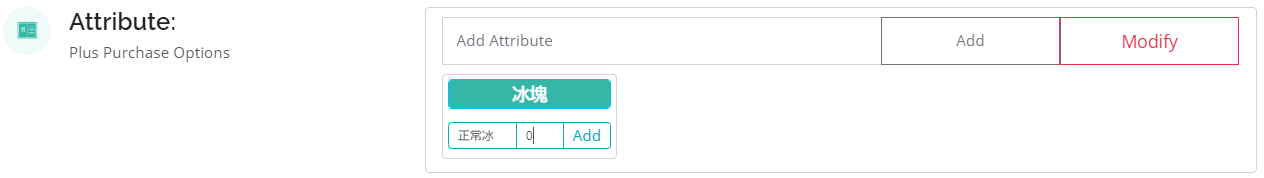 Attribute:
Plus Purchase Options
Add Attribute Add Modify
冰塊
正常冰 0 Add